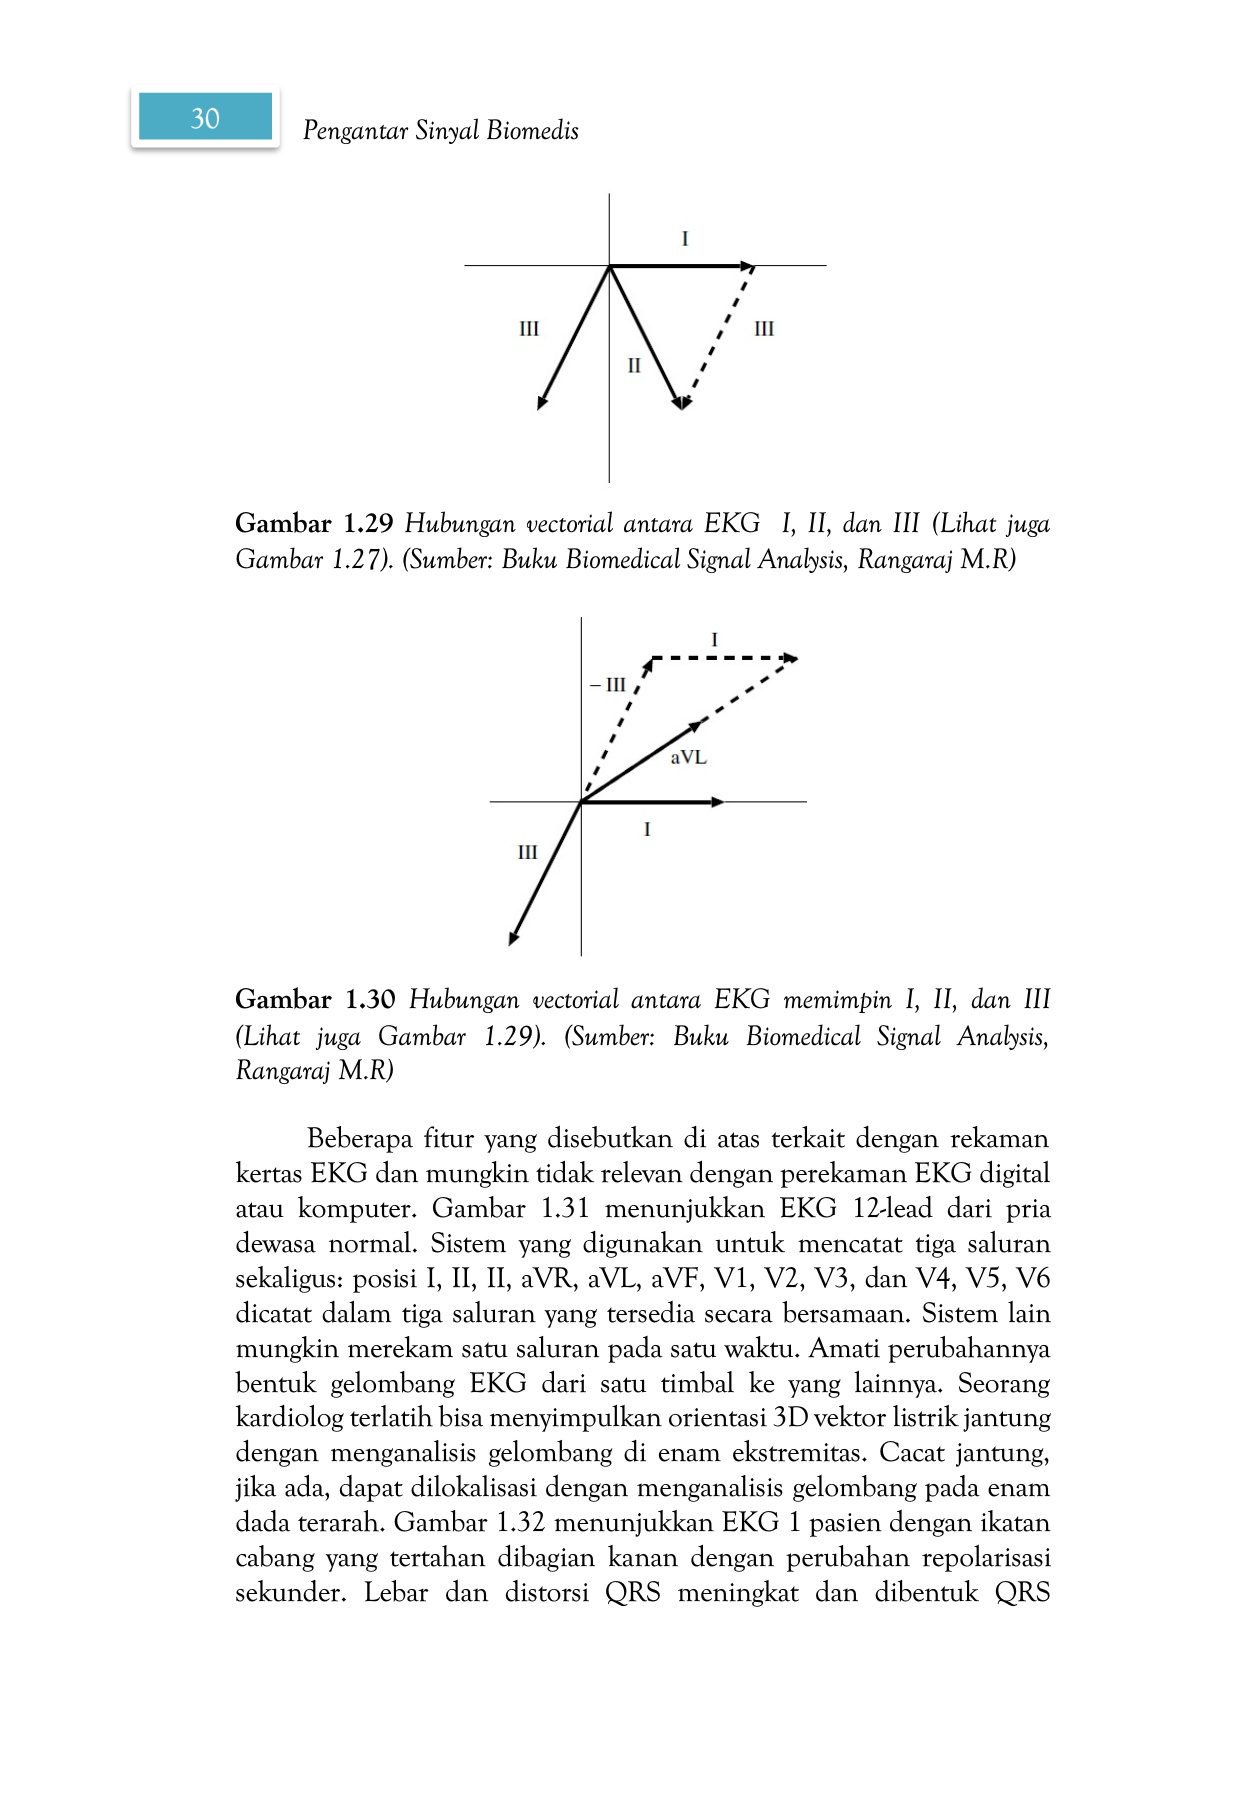 30
Pengantar Sinyal Biomedis
I
III
III
II
Gambar 1.29 Hubungan vectorial antara EKG I, II, dan III (Lihat juga
Gambar 1.27). (Sumber: Buku Biomedical Signal Analysis, Rangaraj M.R)
I
– III
aVL
I
III
Gambar 1.30 Hubungan vectorial antara EKG memimpin I, II, dan III
(Lihat juga Gambar 1.29). (Sumber: Buku Biomedical Signal Analysis,
Rangaraj M.R)
Beberapa fitur yang disebutkan di atas terkait dengan rekaman
kertas EKG dan mungkin tidak relevan dengan perekaman EKG digital
atau komputer. Gambar 1.31 menunjukkan EKG 12-lead dari pria
dewasa normal. Sistem yang digunakan untuk mencatat tiga saluran
sekaligus: posisi I, II, II, aVR, aVL, aVF, V1, V2, V3, dan V4, V5, V6
dicatat dalam tiga saluran yang tersedia secara bersamaan. Sistem lain
mungkin merekam satu saluran pada satu waktu. Amati perubahannya
bentuk gelombang EKG dari satu timbal ke yang lainnya. Seorang
kardiolog terlatih bisa menyimpulkan orientasi 3D vektor listrik jantung
dengan menganalisis gelombang di enam ekstremitas. Cacat jantung,
jika ada, dapat dilokalisasi dengan menganalisis gelombang pada enam
dada terarah. Gambar 1.32 menunjukkan EKG 1 pasien dengan ikatan
cabang yang tertahan dibagian kanan dengan perubahan repolarisasi
sekunder. Lebar dan distorsi QRS meningkat dan dibentuk QRS